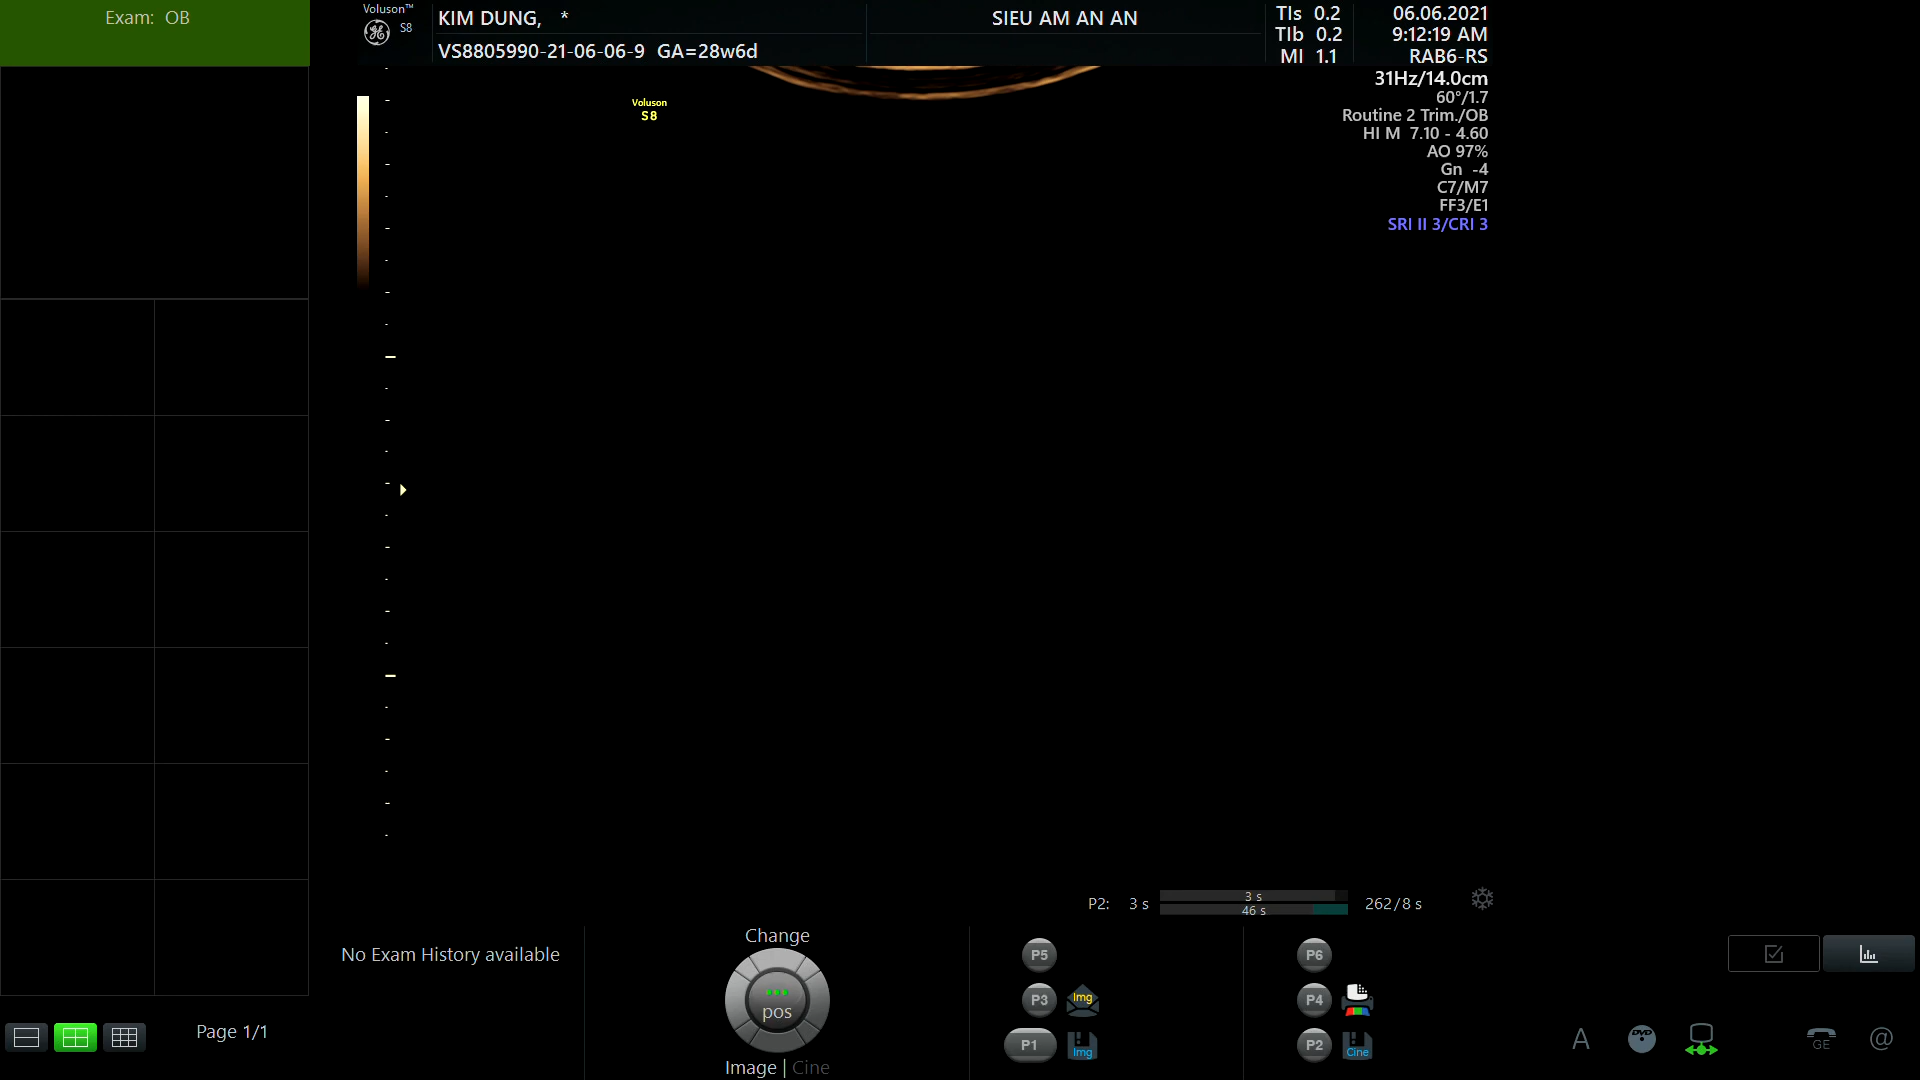 Exam: OB
Voluson™
S8
KIM DUNG, *
SIEU AM AN AN
TIs 0.2
06.06.2021
VS8805990-21-06-06-9 GA=28w6d
TIb 0.2
9:12:19 AM
MI 1.1
RAB6-RS
31Hz/14.0cm
60°/1.7
Routine 2 Trim./OB
HI M 7.10 - 4.60
AO 97%
Gn -4
C7/M7
FF3/E1
SRI II 3/CRI 3
Voluson
S8
P2: 3 s
3 s
46 s
262/8 s
No Exam History available
Change
pos
Image | Cine
P5
P3 Img
P1 Img
P6
P4
P2 Cine
Page 1/1
A
DVD
GE
@